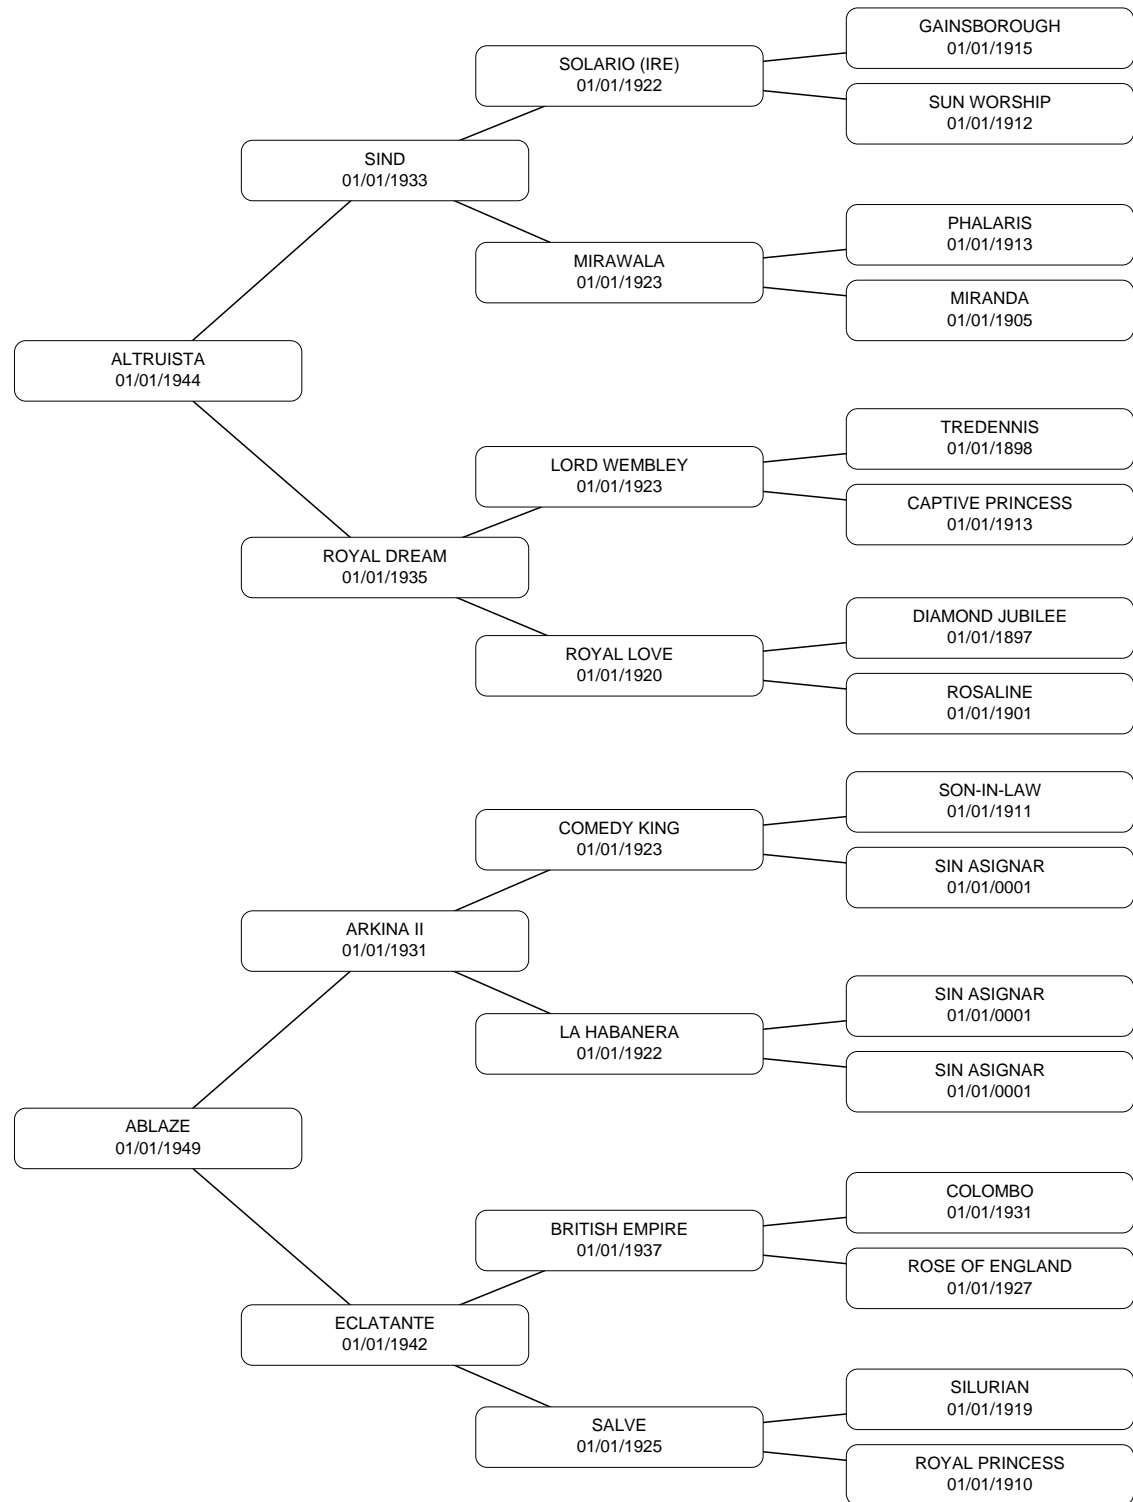 GAINSBOROUGH
01/01/1915
SOLARIO (IRE)
01/01/1922
SUN WORSHIP
01/01/1912
SIND
01/01/1933
PHALARIS
01/01/1913
MIRAWALA
01/01/1923
MIRANDA
01/01/1905
ALTRUISTA
01/01/1944
TREDENNIS
01/01/1898
LORD WEMBLEY
01/01/1923
CAPTIVE PRINCESS
01/01/1913
ROYAL DREAM
01/01/1935
DIAMOND JUBILEE
01/01/1897
ROYAL LOVE
01/01/1920
ROSALINE
01/01/1901
SON-IN-LAW
01/01/1911
COMEDY KING
01/01/1923
SIN ASIGNAR
01/01/0001
ARKINA II
01/01/1931
SIN ASIGNAR
01/01/0001
LA HABANERA
01/01/1922
SIN ASIGNAR
01/01/0001
ABLAZE
01/01/1949
COLOMBO
01/01/1931
BRITISH EMPIRE
01/01/1937
ROSE OF ENGLAND
01/01/1927
ECLATANTE
01/01/1942
SILURIAN
01/01/1919
SALVE
01/01/1925
ROYAL PRINCESS
01/01/1910